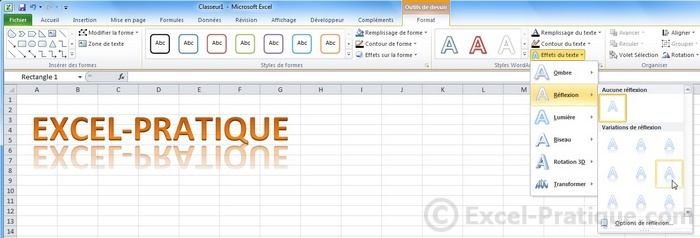 Classeur1 - Microsoft Excel
Outils de dessin
Fichier Accueil Insertion Mise en page Formules Données Révision Affichage Développeur Compléments Format
Modifier la forme
Zone de texte
Insérer des formes
Abc Abc Abc Abc Abc Abc Abc
Styles de formes
Remplissage de forme
Contour de forme
Effets sur la forme
A A A
Styles WordArt
Remplissage du texte
Contour du texte
Effets du texte
Avancer
Reculer
Aligner
Grouper
Volet Sélection Rotation
Organiser
Rectangle 1
fx
A B C D E F G H I J K L M
1
2
3
4
5
6
7
8
9
10
11
12
13
14
EXCEL-PRATIQUE
Ombre
Réflexion
Lumière
Biseau
Rotation 3D
Transformer
Aucune réflexion
Variations de réflexion
Options de réflexion...
© Excel-Pratique.com